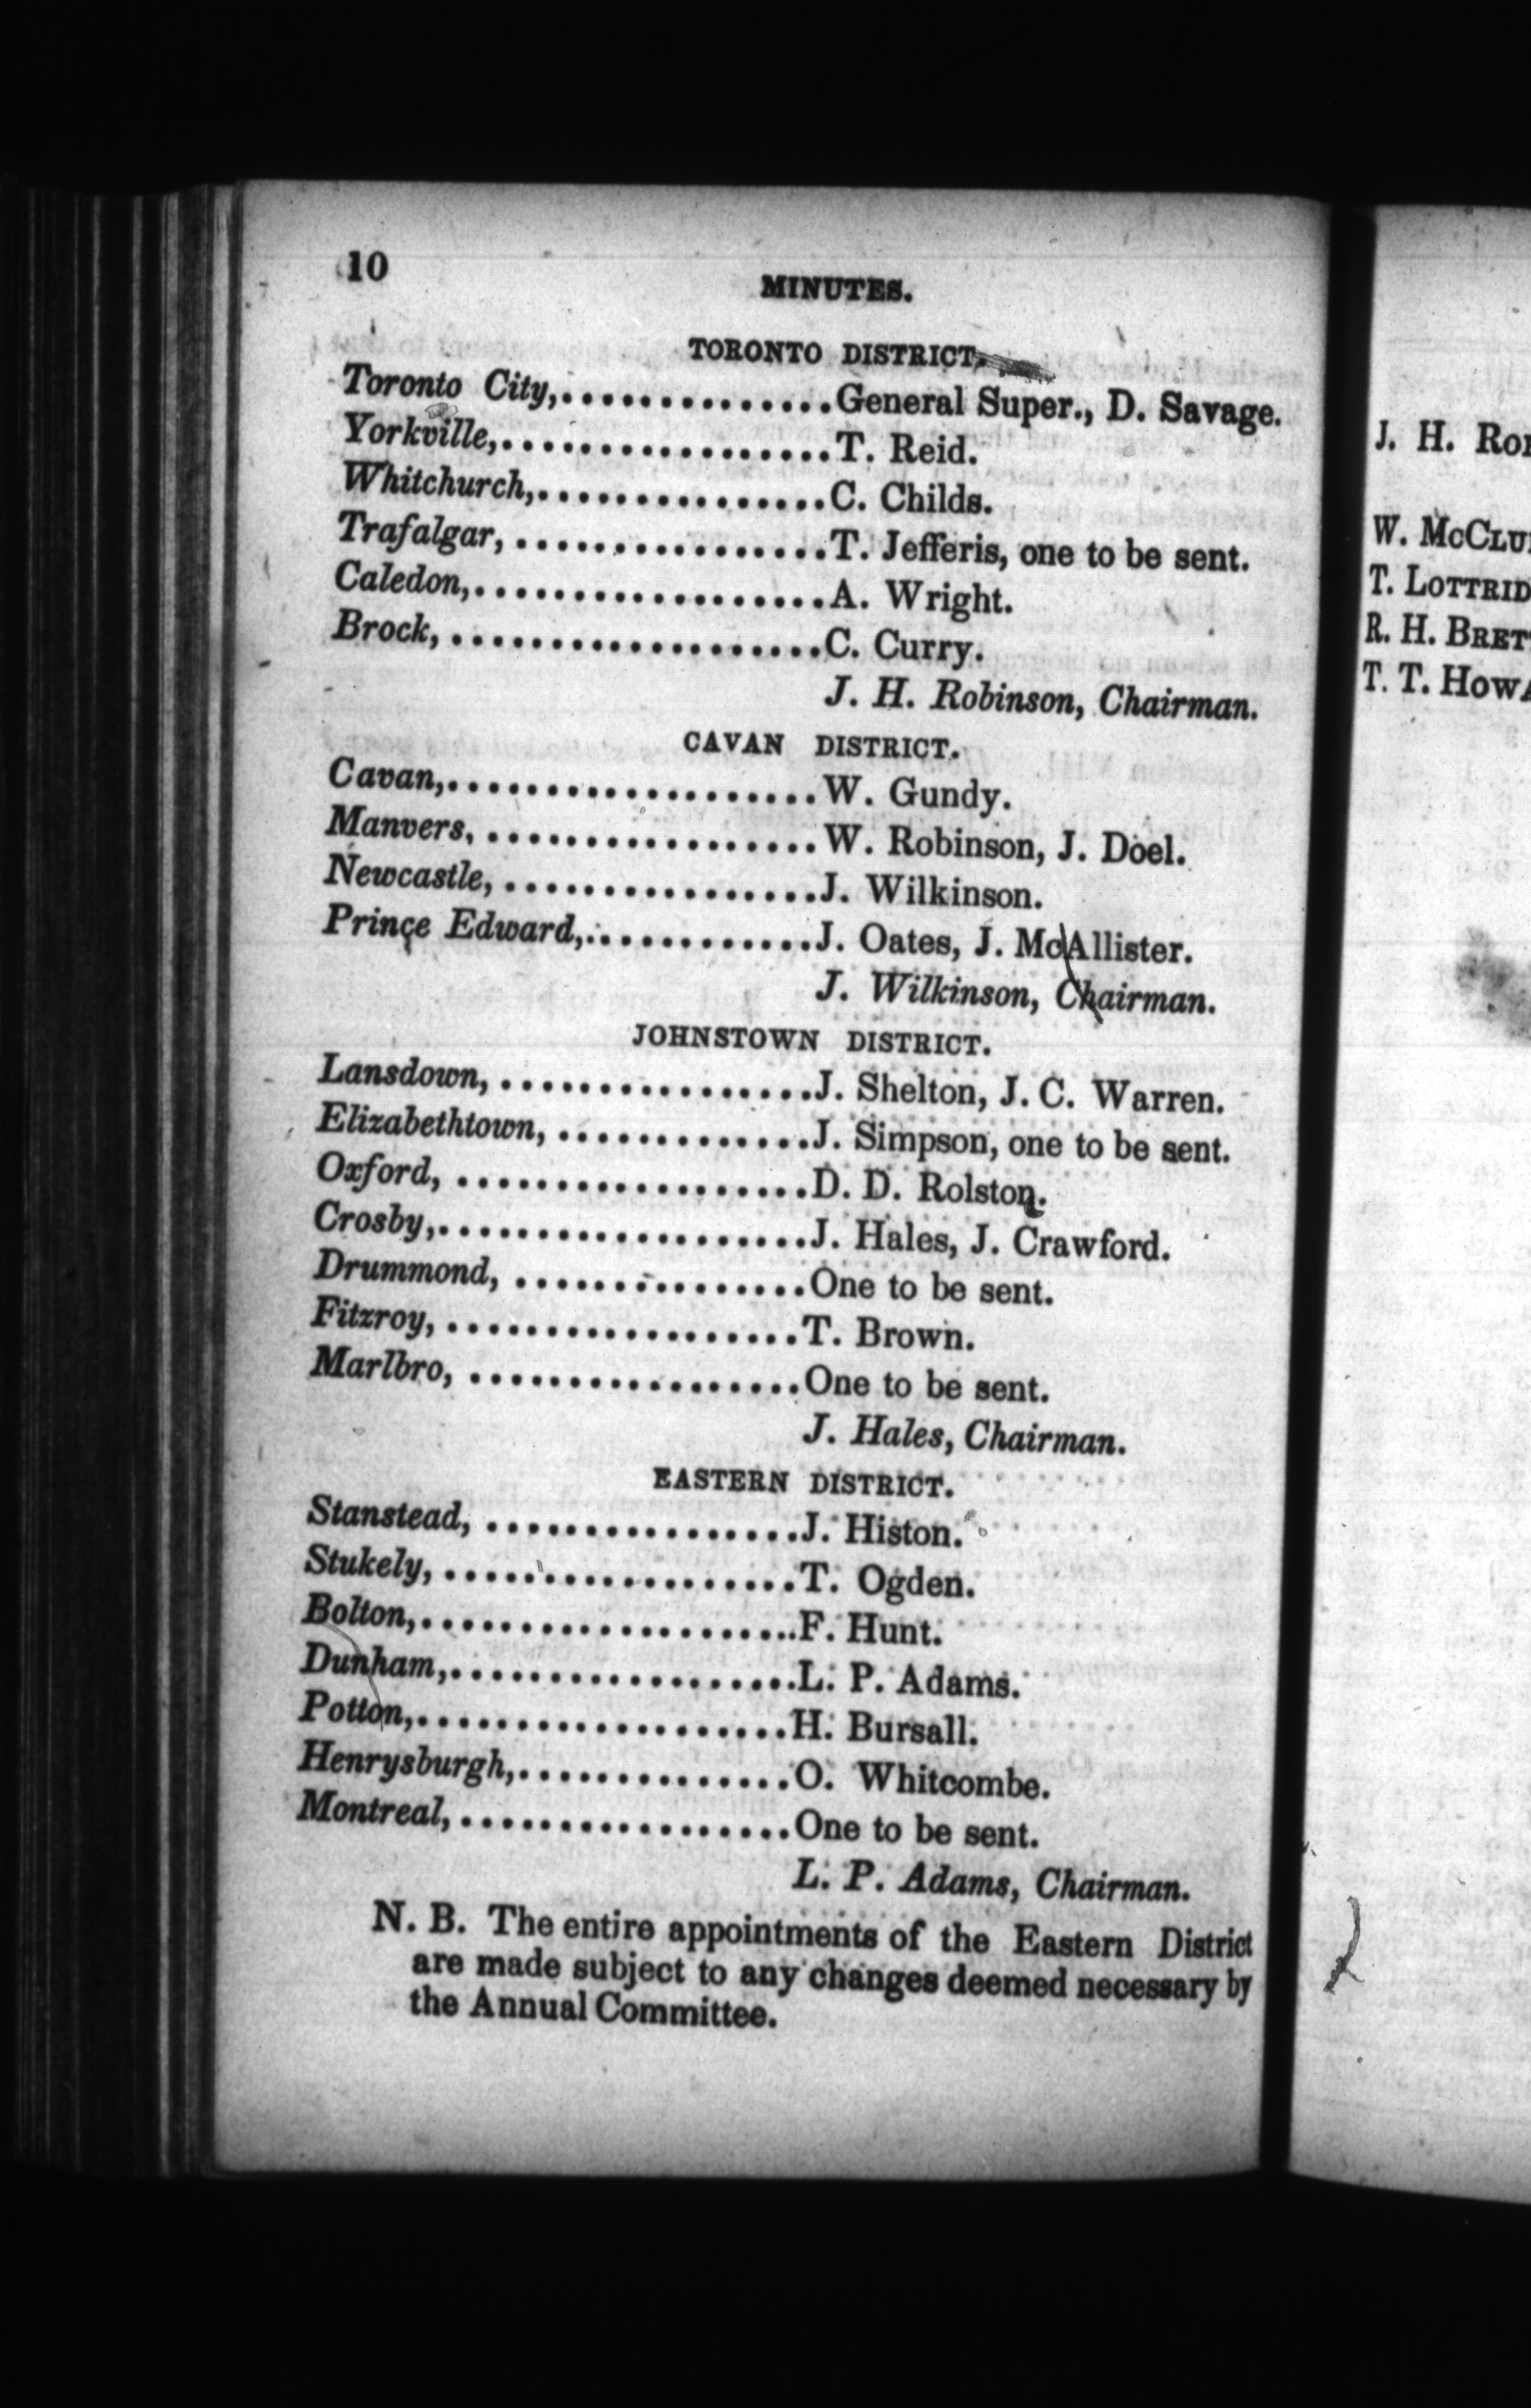 10
MINUTES.
TORONTO DISTRICT.
Toronto City,..............General Super., D. Savage.
Yorkville,.................T. Reid.
Whitchurch,...............C. Childs.
Trafalgar, ................T. Jefferis, one to be sent.
Caledon,..................A. Wright.
Brock, ...................C. Curry.
J. H. Robinson, Chairman.
CAVAN DISTRICT.
Cavan,...................W. Gundy.
Manvers, .................W. Robinson, J. Doel.
Newcastle, ................J. Wilkinson.
Prince Edward,............J. Oates, J. McAllister.
J. Wilkinson, Chairman.
JOHNSTOWN DISTRICT.
Lansdown, ................J. Shelton, J. C. Warren.
Elizabethtown, .............J. Simpson, one to be sent.
Oxford, ..................D. D. Rolston.
Crosby,...................J. Hales, J. Crawford.
Drummond, ...............One to be sent.
Fitzroy, ..................T. Brown.
Marlbro, .................One to be sent.
J. Hales, Chairman.
EASTERN DISTRICT.
Stanstead, ................J. Histon.
Stukely, ..................T. Ogden.
Bolton,....................F. Hunt.
Dunham,..................L. P. Adams.
Potton,...................H. Bursall.
Henrysburgh,..............O. Whitcombe.
Montreal, .................One to be sent.
L. P. Adams, Chairman.
N. B. The entire appointments of the Eastern District
are made subject to any changes deemed necessary by
the Annual Committee.
J. H.
W.
T.
R. H.
T. T.